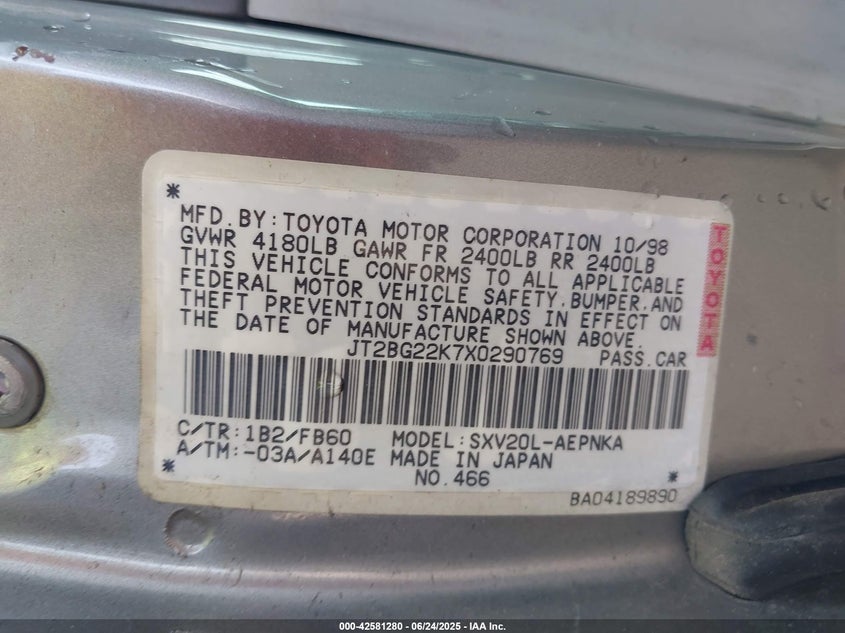 *
MFD.BY:TOYOTA MOTOR CORPORATION 10/98
GVWR 4180LB GAWR FR 2400LB RR 2400LB
THIS VEHICLE CONFORMS TO ALL APPLICABLE
FEDERAL MOTOR VEHICLE SAFETY,BUMPER,AND
THEFT PREVENTION STANDARDS IN EFFECT ON
THE DATE OF MANUFACTURE SHOWN ABOVE.
JT2BG22K7X0290769 PASS.CAR
TOYOTA
C/TR:1B2/FB60 MODEL:SXV20L-AEPNKA
A/TM:-03A/A140E MADE IN JAPAN
* NO.466 *
BA04189890
000-42581280 - 06/24/2025 - IAA Inc.